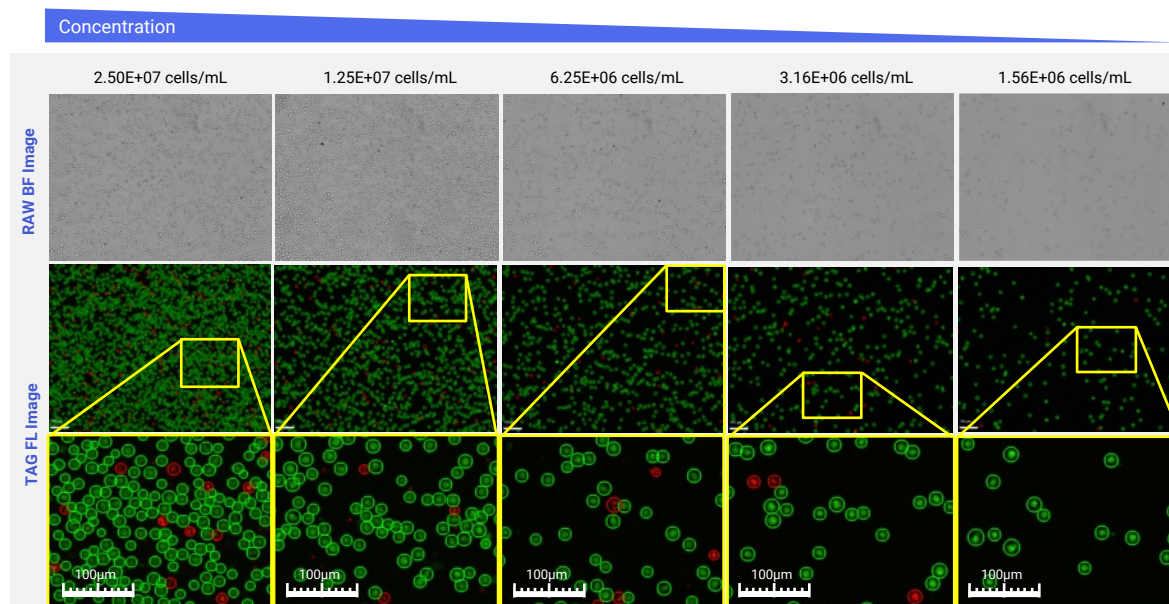 Concentration
2.50E+07 cells/mL
1.25E+07 cells/mL
6.25E+06 cells/mL
3.16E+06 cells/mL
1.56E+06 cells/mL
RAW BF Image
TAG FL Image
100μm
100μm
100μm
100μm
100μm